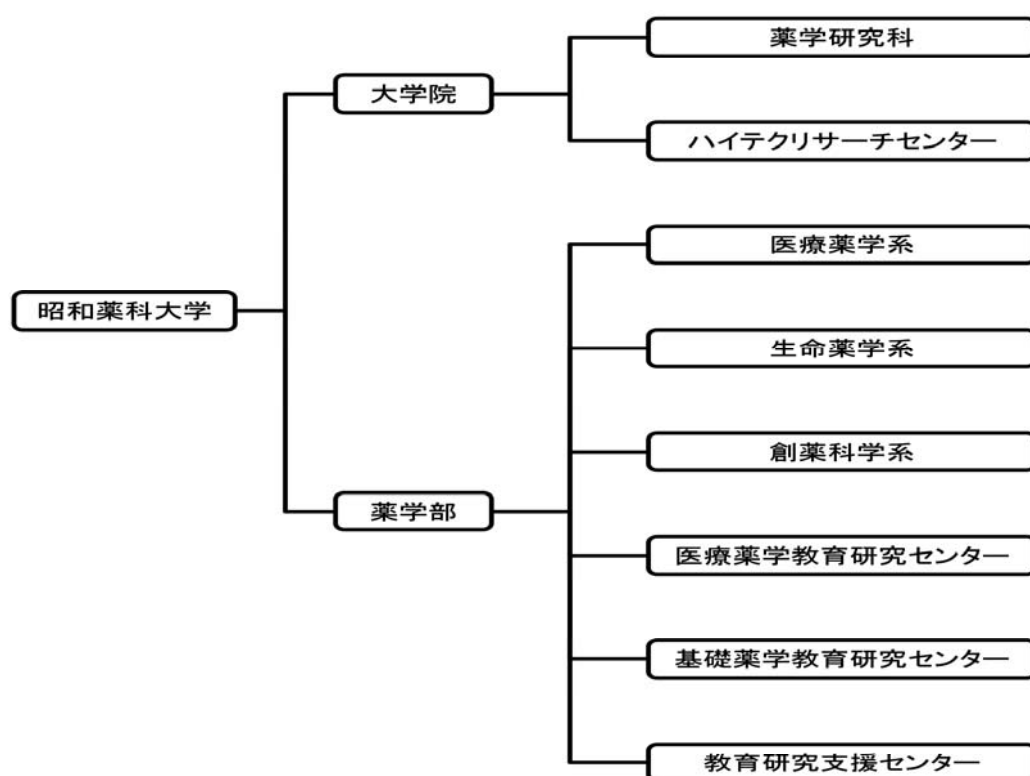 昭和薬科大学
大学院
薬学研究科
ハイテクリサーチセンター
薬学部
医療薬学系
生命薬学系
創薬科学系
医療薬学教育研究センター
基礎薬学教育研究センター
教育研究支援センター